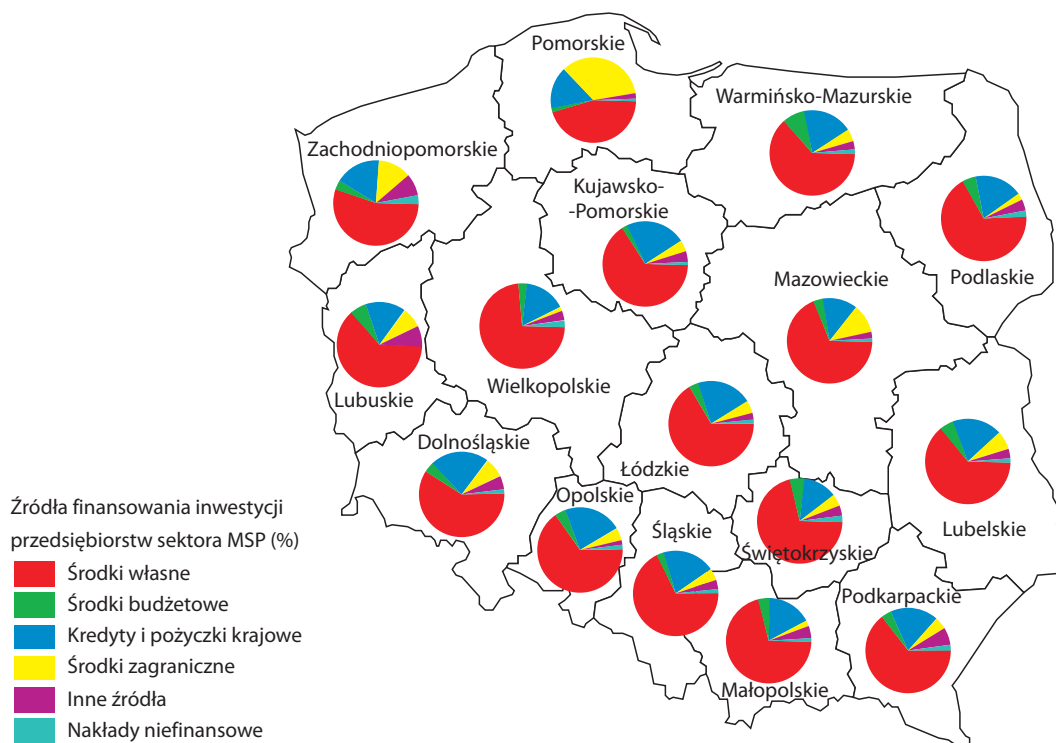 Pomorskie
Warmińsko-Mazurskie
Zachodniopomorskie
Kujawsko-
-Pomorskie
Mazowieckie
Podlaskie
Wielkopolskie
Lubuskie
Dolnośląskie
Łódzkie
Opolskie
Śląskie
Świętokrzyskie
Lubelskie
Podkarpackie
Małopolskie
Źródła finansowania inwestycji
przedsiębiorstw sektora MSP (%)
Środki własne
Środki budżetowe
Kredyty i pożyczki krajowe
Środki zagraniczne
Inne źródła
Nakłady niefinansowe